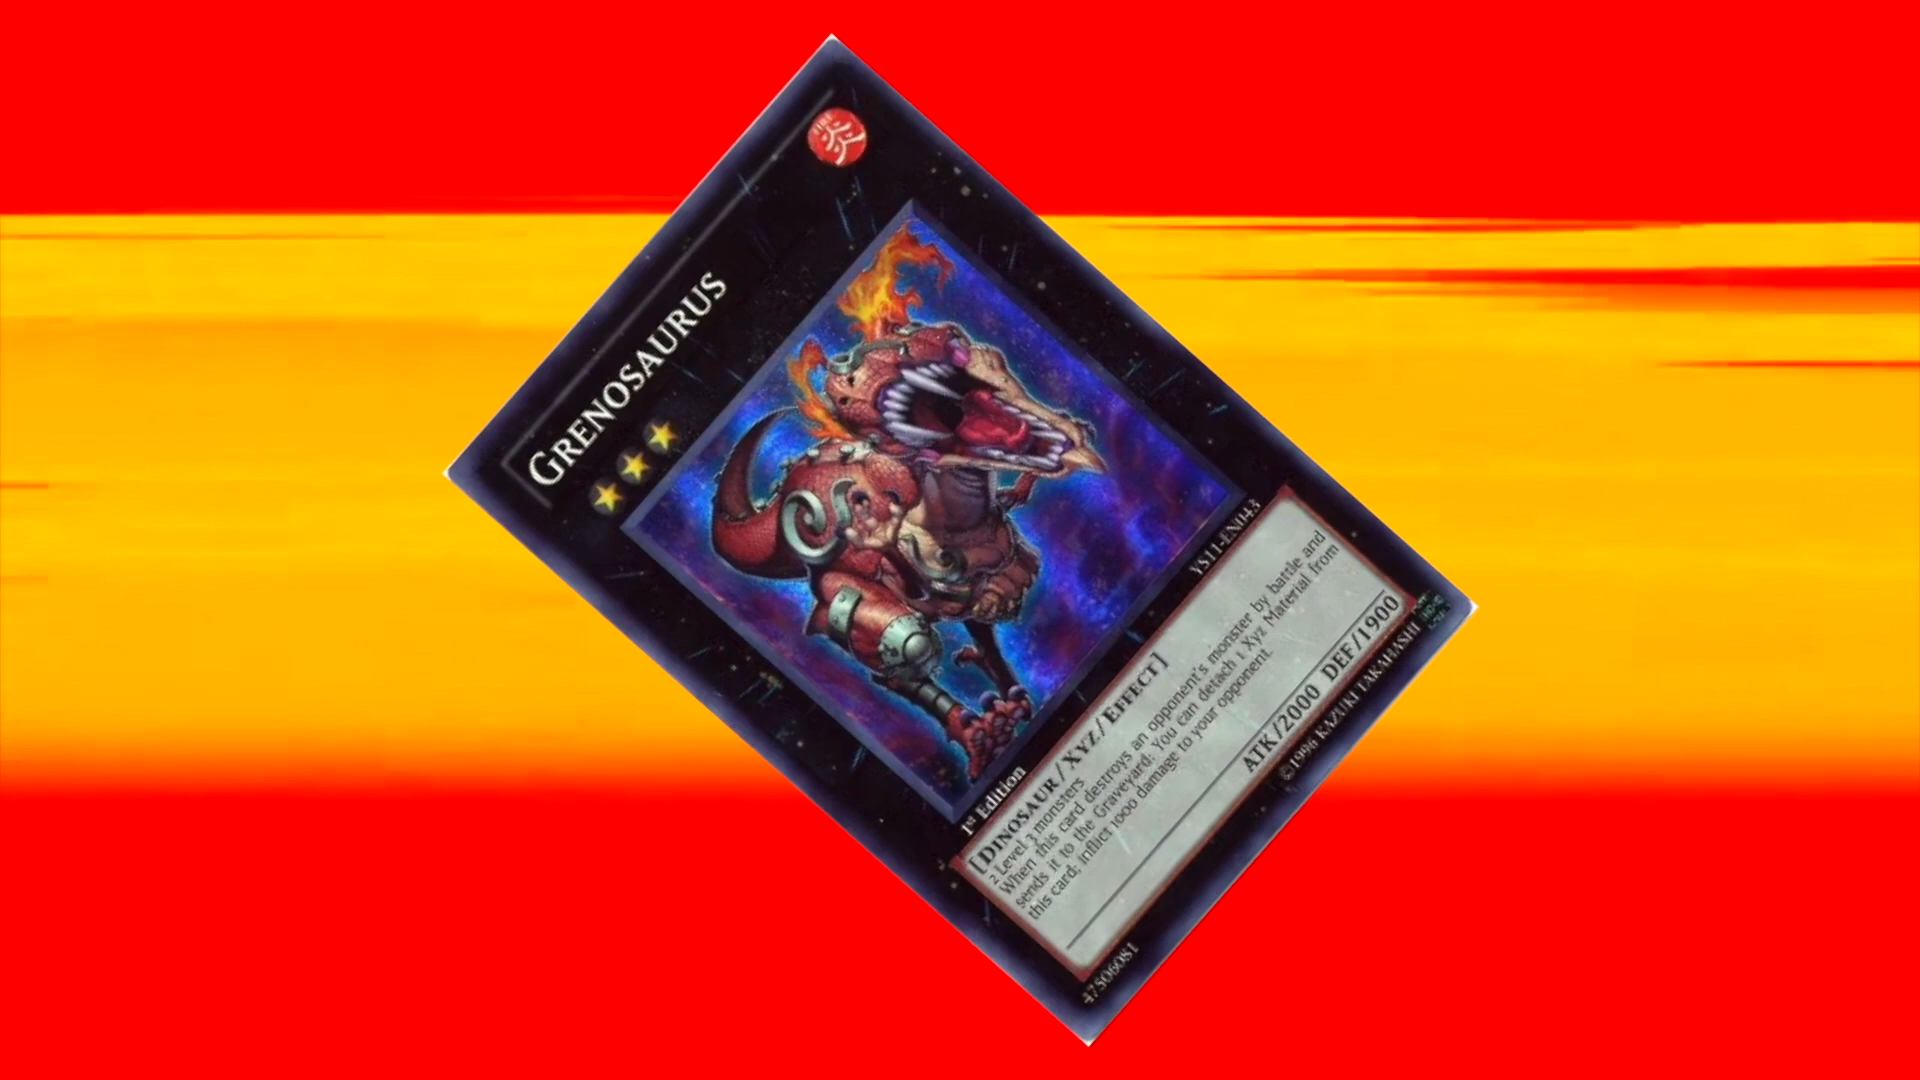 GRENOSAURUS
YS11-EN043
1st Edition
[DINOSAUR/XYZ/EFFECT]
2 Level 3 monsters
When this card destroys an opponent's monster by battle and
sends it to the Graveyard: You can detach 1 Xyz Material from
this card; inflict 1000 damage to your opponent.
ATK/2000 DEF/1900
47506081
©1996 KAZUKI TAKAHASHI